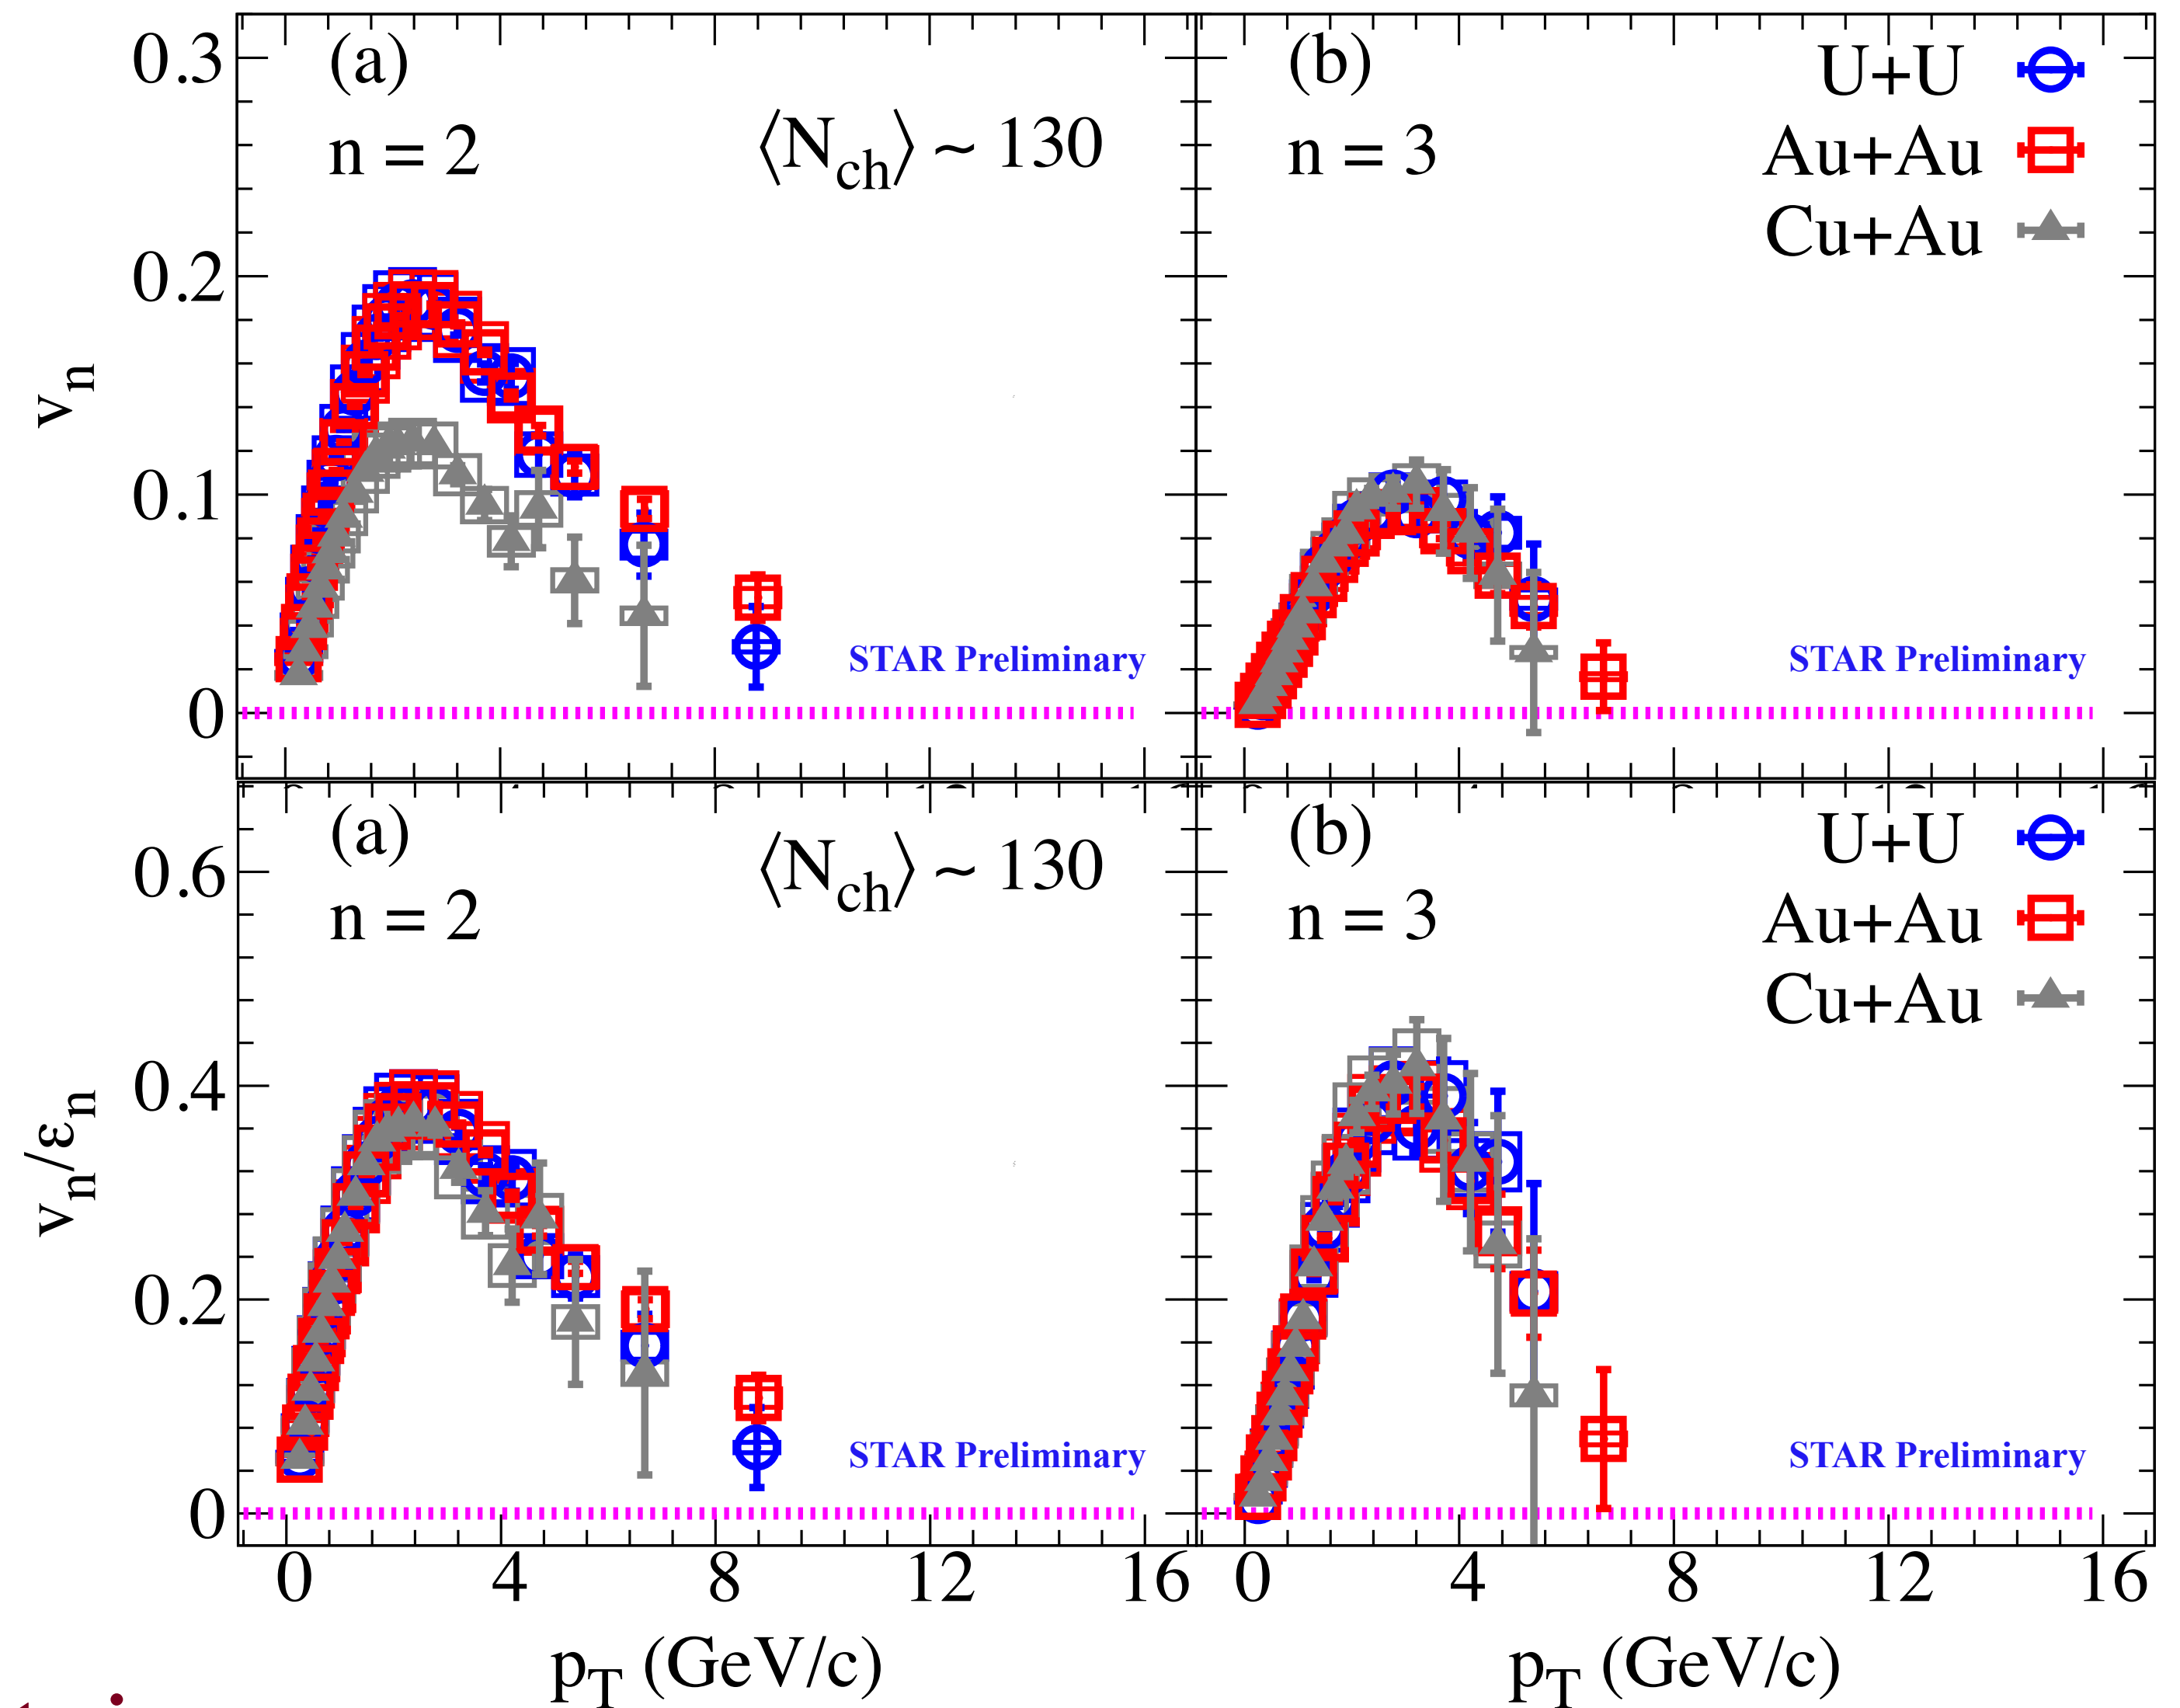 0.3
(a)
(b)
U+U
n = 2
⟨N_ch⟩ ~ 130
n = 3
Au+Au
Cu+Au
0.2
v_n
0.1
STAR Preliminary
STAR Preliminary
0
(a)
(b)
U+U
0.6
⟨N_ch⟩ ~ 130
n = 2
n = 3
Au+Au
Cu+Au
0.4
v_n/ε_n
0.2
STAR Preliminary
STAR Preliminary
0
0 4 8 12 16 0 4 8 12 16
p_T (GeV/c)
p_T (GeV/c)